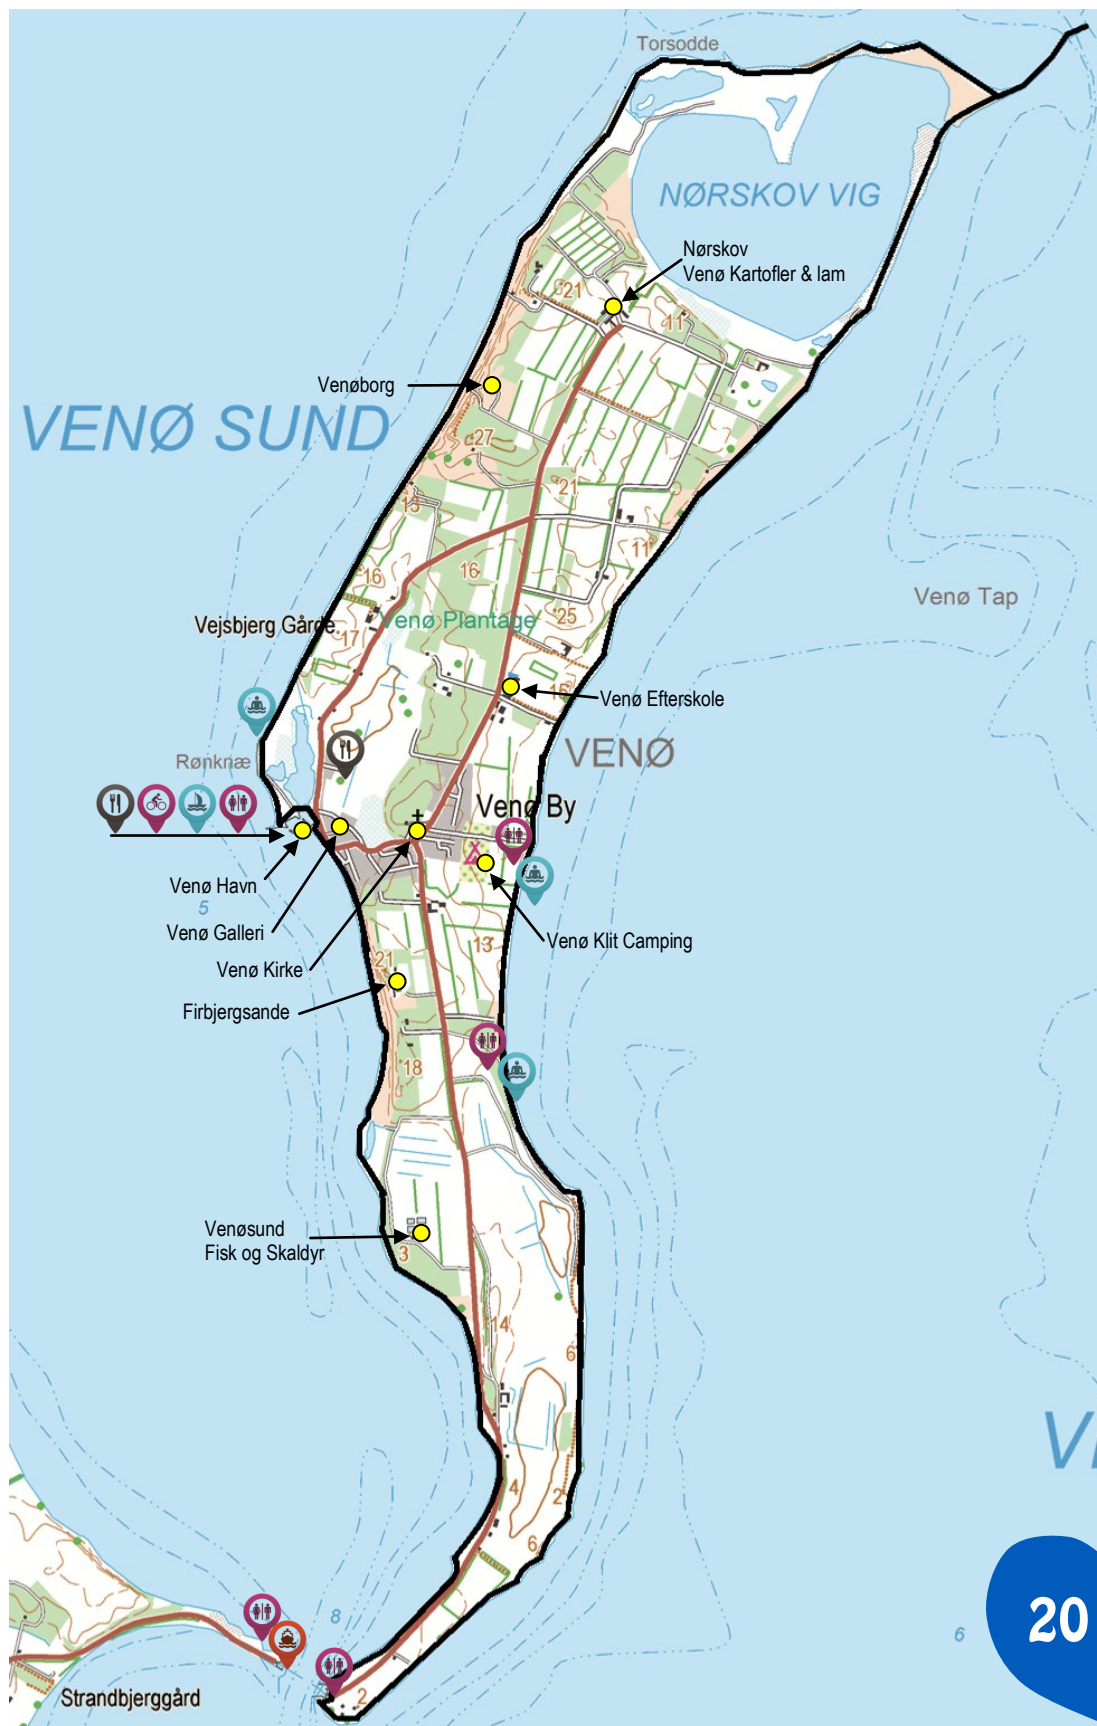 Torsodde
NØRSKOV VIG
Nørskov
Venø Kartofler & lam
21
11
Venøborg
VENØ SUND
27
21
13
11
16
16
Venø Tap
25
Vejsbjerg Gårde
Venø Plantage
17
15
Venø Efterskole
VENØ
Rønknæ
Venø By
Venø Havn
5
Venø Galleri
Venø Klit Camping
13
21
Venø Kirke
Firbjergsande
18
Venøsund
Fisk og Skaldyr
3
14
6
VE
4
2
6
20
8
6
Strandbjerggård
2